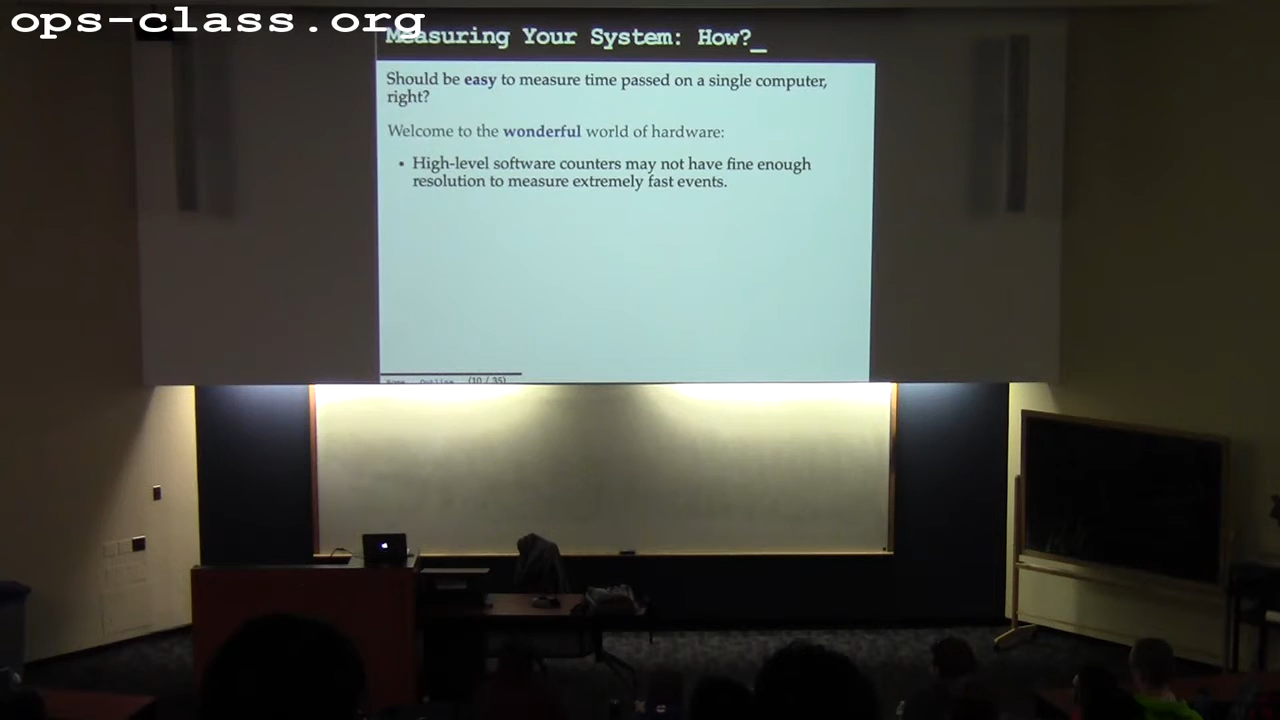 ops-class.org
Measuring Your System: How?_
Should be easy to measure time passed on a single computer,
right?
Welcome to the wonderful world of hardware:
• High-level software counters may not have fine enough
resolution to measure extremely fast events.
(10 / 35)